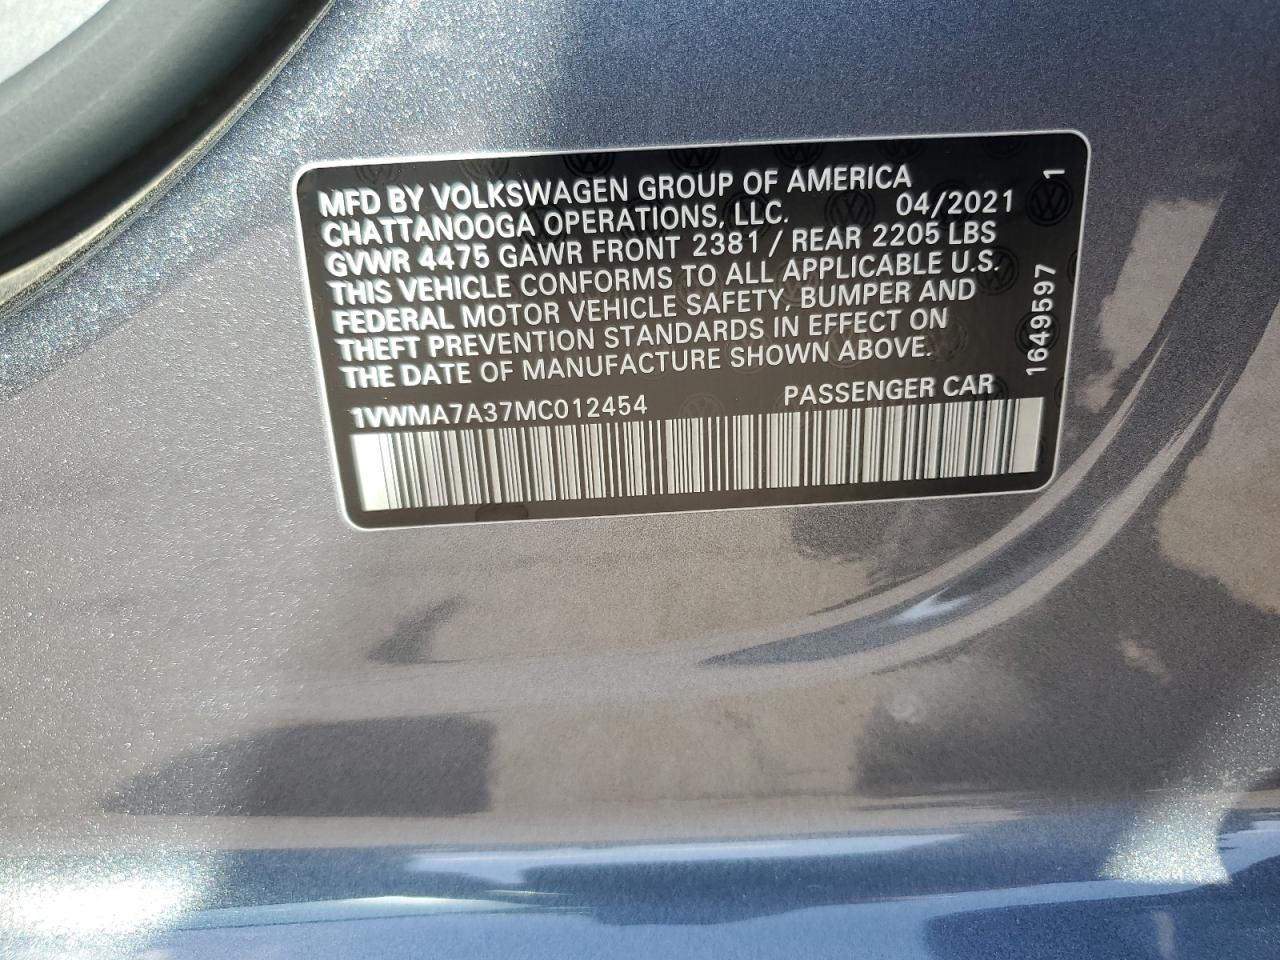 MFD BY VOLKSWAGEN GROUP OF AMERICA
CHATTANOOGA OPERATIONS, LLC. 04/2021
GVWR 4475 GAWR FRONT 2381 / REAR 2205 LBS
THIS VEHICLE CONFORMS TO ALL APPLICABLE U.S.
FEDERAL MOTOR VEHICLE SAFETY, BUMPER AND
THEFT PREVENTION STANDARDS IN EFFECT ON
THE DATE OF MANUFACTURE SHOWN ABOVE.
1VWMA7A37MC012454 PASSENGER CAR
1649597 1